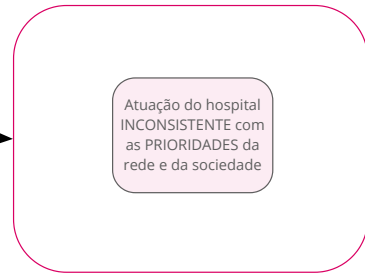 Atuação do hospital
INCONSISTENTE com
as PRIORIDADES da
rede e da sociedade